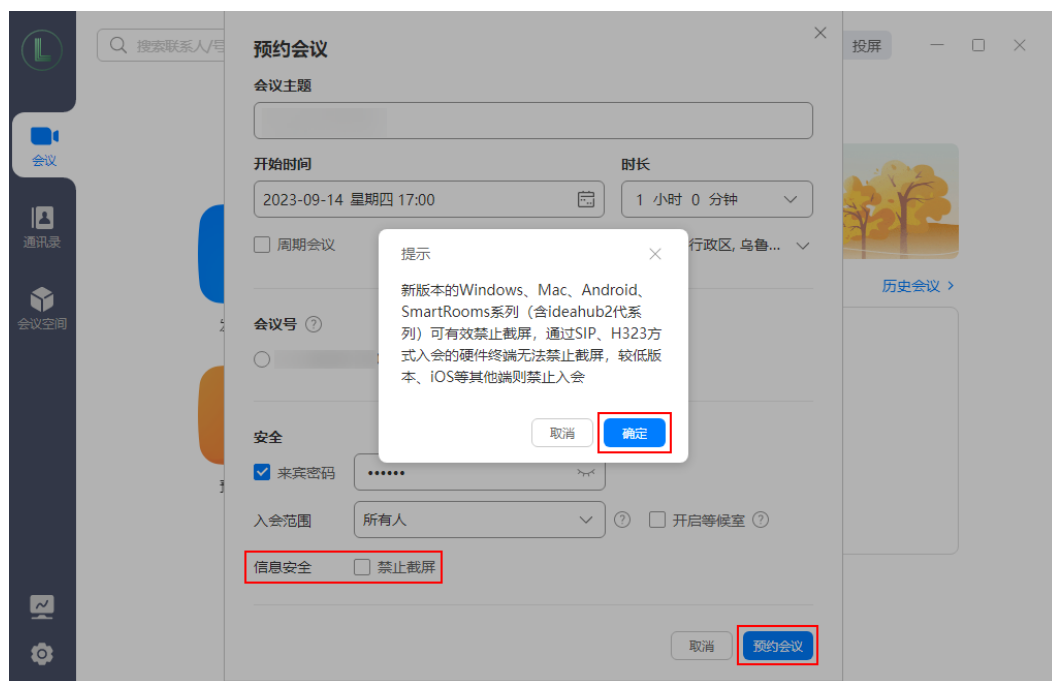 搜索联系人/号
投屏
会议
通讯录
会议空间
历史会议
预约会议
会议主题
开始时间
时长
2023-09-14 星期四 17:00
1 小时 0 分钟
周期会议
行政区, 乌鲁...
会议号
安全
来宾密码
••••••
入会范围
所有人
开启等候室
信息安全
禁止截屏
取消
预约会议
提示
新版本的Windows、Mac、Android、
SmartRooms系列（含ideahub2代系
列）可有效禁止截屏，通过SIP、H323方
式入会的硬件终端无法禁止截屏，较低版
本、iOS等其他端则禁止入会
取消
确定